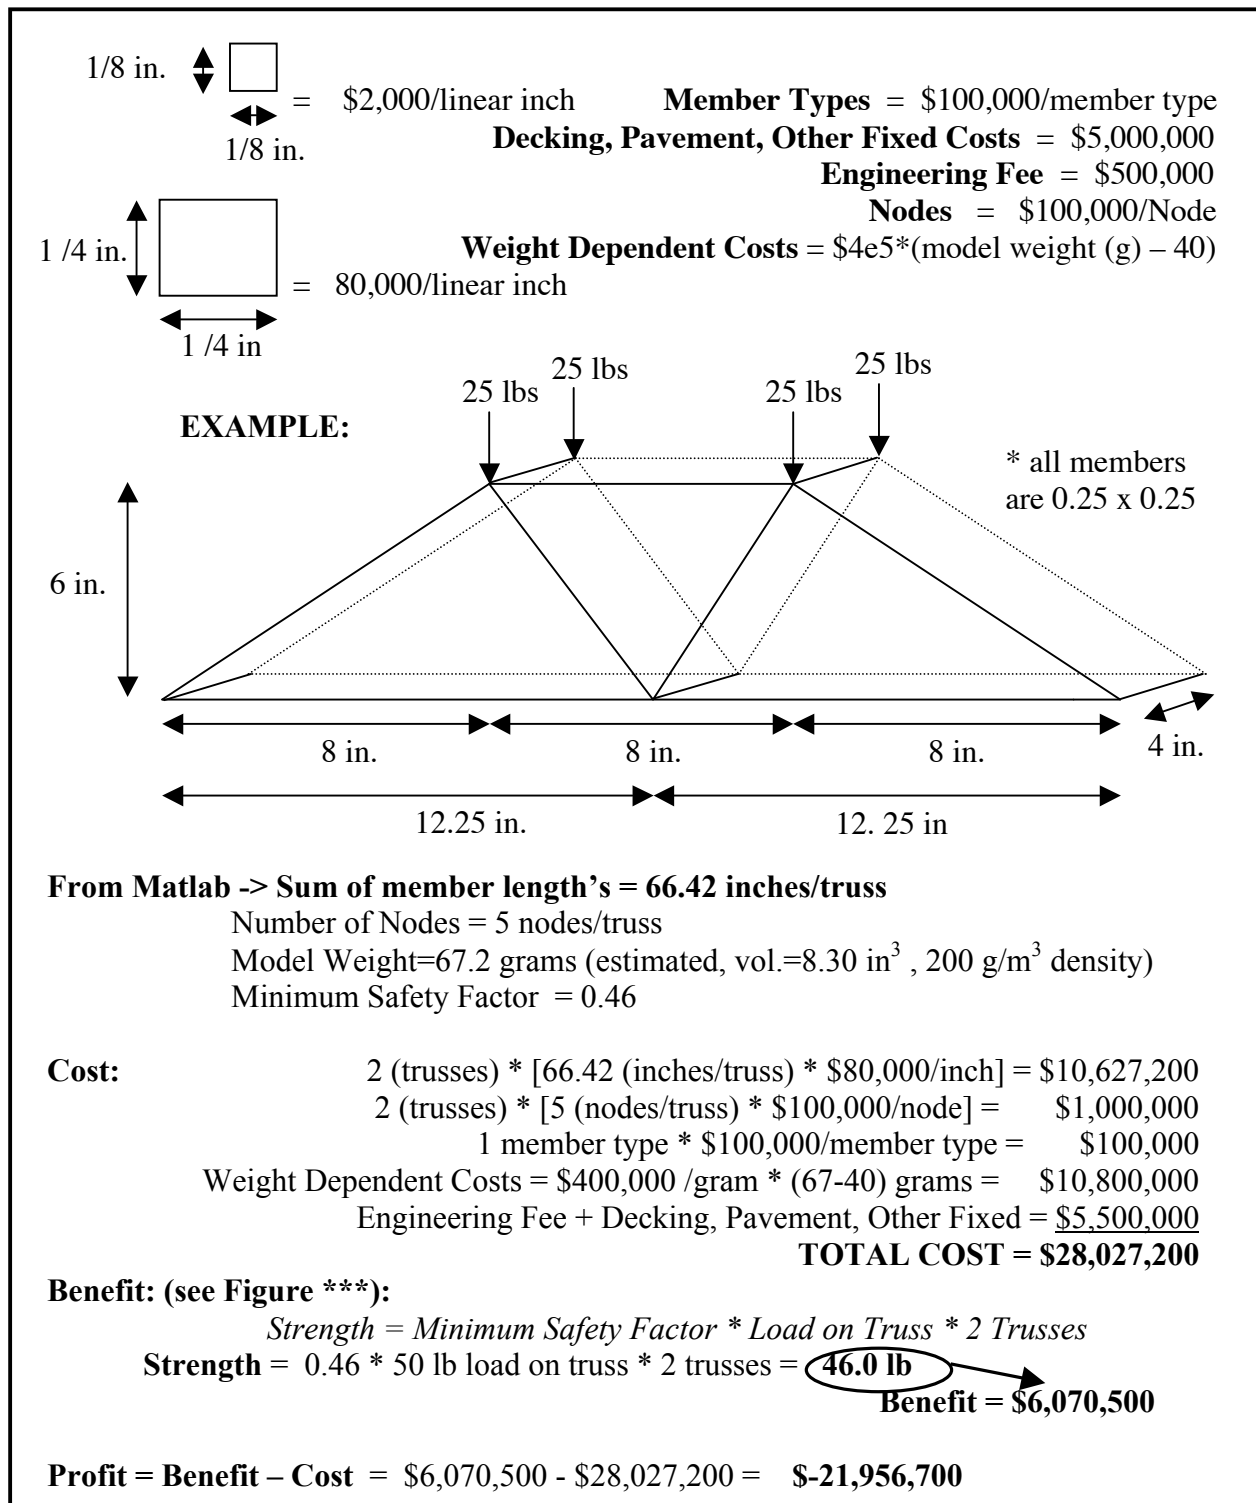 1/8 in.
= $2,000/linear inch
1/8 in.
Member Types = $100,000/member type
Decking, Pavement, Other Fixed Costs = $5,000,000
Engineering Fee = $500,000
Nodes = $100,000/Node
Weight Dependent Costs = $4e5*(model weight (g) – 40)
1 /4 in.
= 80,000/linear inch
1 /4 in
25 lbs
25 lbs
25 lbs
25 lbs
EXAMPLE:
* all members
are 0.25 x 0.25
6 in.
8 in.
8 in.
8 in.
4 in.
12.25 in.
12. 25 in
From Matlab -> Sum of member length's = 66.42 inches/truss
Number of Nodes = 5 nodes/truss
Model Weight=67.2 grams (estimated, vol.=8.30 in³ , 200 g/m³ density)
Minimum Safety Factor = 0.46
Cost: 2 (trusses) * [66.42 (inches/truss) * $80,000/inch] = $10,627,200
2 (trusses) * [5 (nodes/truss) * $100,000/node] = $1,000,000
1 member type * $100,000/member type = $100,000
Weight Dependent Costs = $400,000 /gram * (67-40) grams = $10,800,000
Engineering Fee + Decking, Pavement, Other Fixed = $5,500,000
TOTAL COST = $28,027,200
Benefit: (see Figure ***):
Strength = Minimum Safety Factor * Load on Truss * 2 Trusses
Strength = 0.46 * 50 lb load on truss * 2 trusses = 46.0 lb
Benefit = $6,070,500
Profit = Benefit – Cost = $6,070,500 - $28,027,200 = $-21,956,700